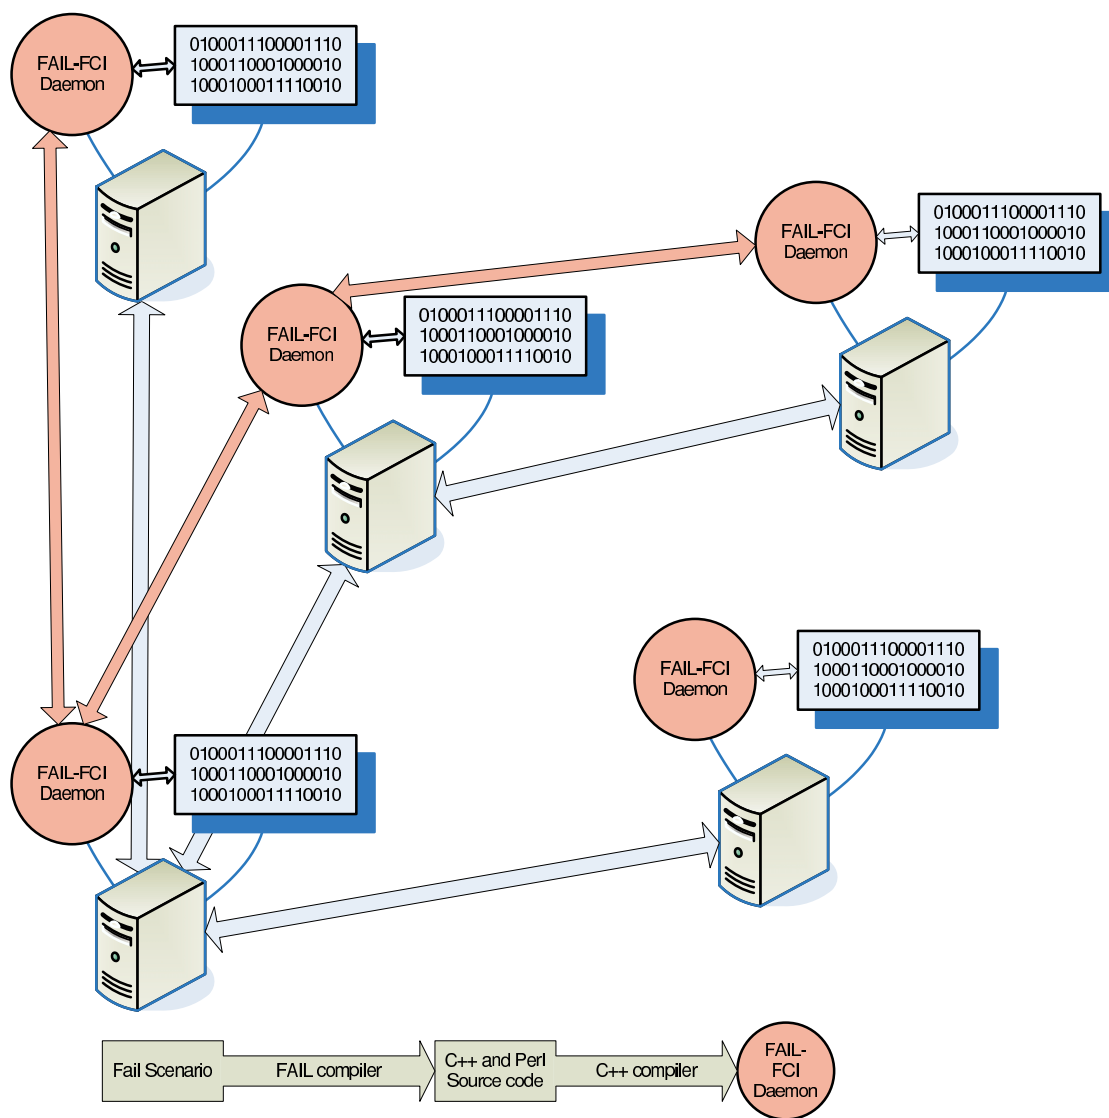 FAIL-FCI
Daemon
0100011100001110
1000110001000010
1000100011110010
FAIL-FCI
Daemon
0100011100001110
1000110001000010
1000100011110010
FAIL-FCI
Daemon
0100011100001110
1000110001000010
1000100011110010
FAIL-FCI
Daemon
0100011100001110
1000110001000010
1000100011110010
FAIL-FCI
Daemon
0100011100001110
1000110001000010
1000100011110010
Fail Scenario
FAIL compiler
C++ and Perl
Source code
C++ compiler
FAIL-
FCI
Daemon